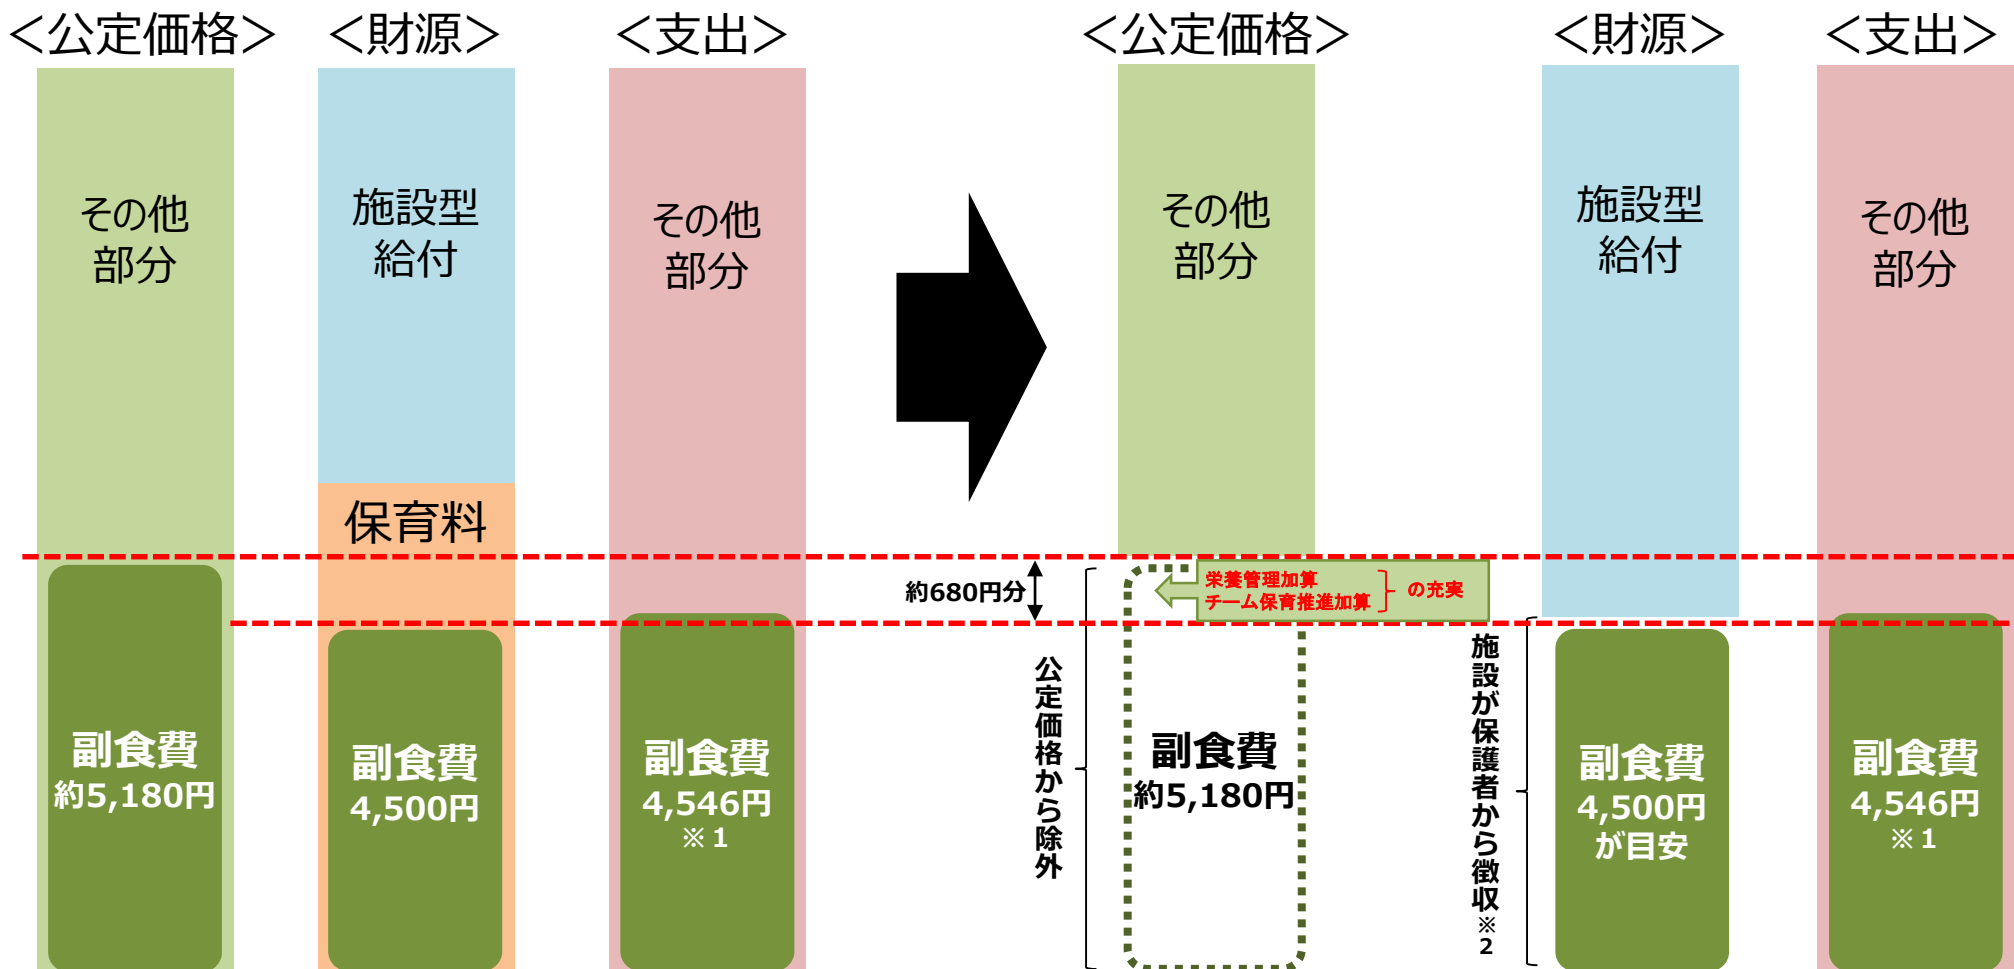 ＜公定価格＞
＜財源＞
＜支出＞
＜公定価格＞
＜財源＞
＜支出＞
その他
部分
施設型
給付
その他
部分
その他
部分
施設型
給付
その他
部分
保育料
約680円分
栄養管理加算
チーム保育推進加算
の充実
副食費
約5,180円
副食費
4,500円
副食費
4,546円
※1
公定価格から除外
副食費
約5,180円
施設が保護者から徴収※2
副食費
4,500円
が目安
副食費
4,546円
※1